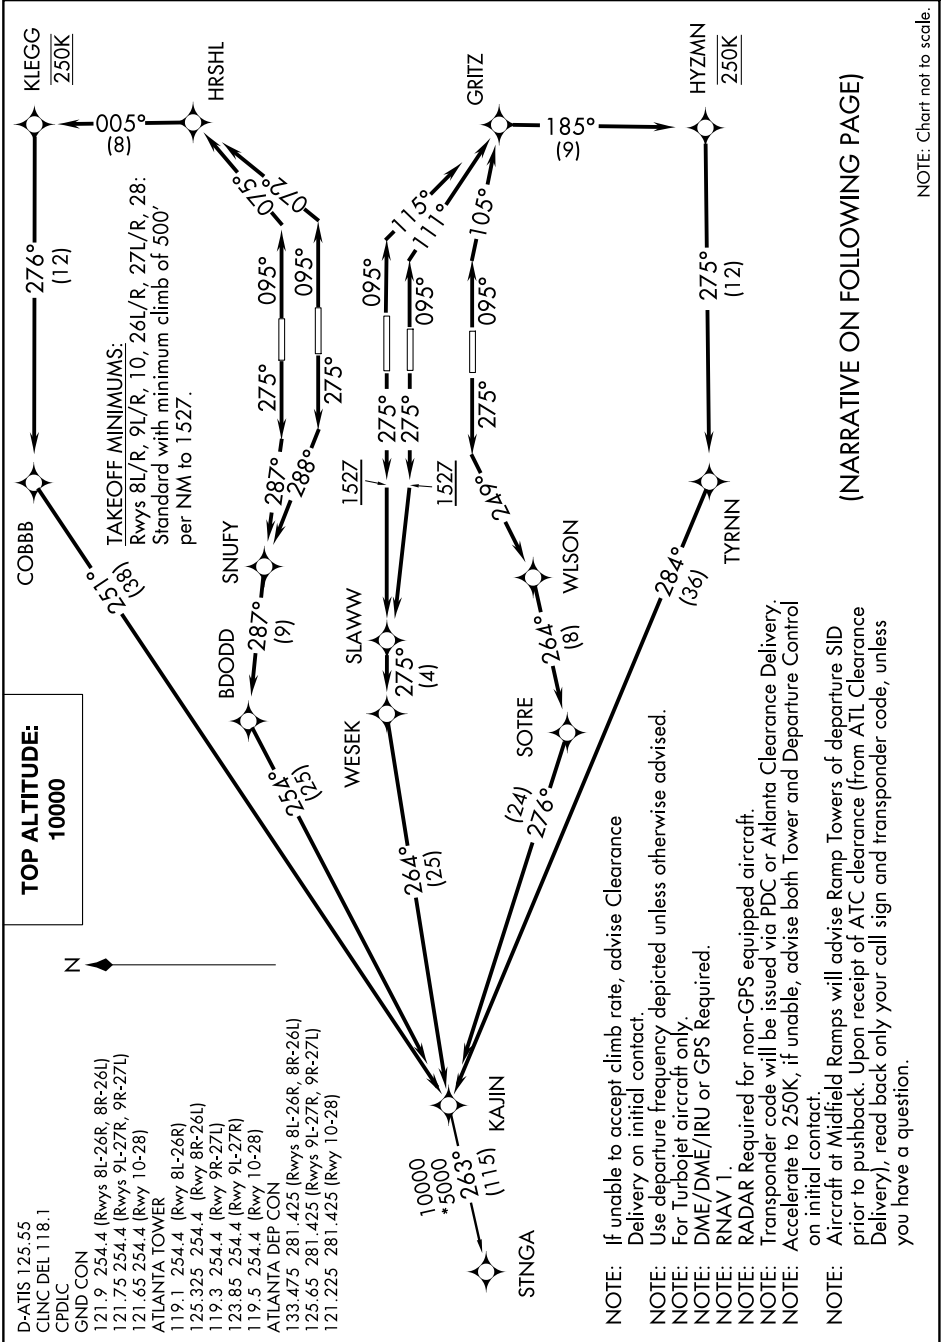 D-ATIS 125.55
CLNC DEL 118.1
CPDLC
GND CON
121.9 254.4 (Rwys 8L-26R, 8R-26L)
121.75 254.4 (Rwys 9L-27R, 9R-27L)
121.65 254.4 (Rwy 10-28)
ATLANTA TOWER
119.1 254.4 (Rwy 8L-26R)
125.325 254.4 (Rwy 8R-26L)
119.3 254.4 (Rwy 9R-27L)
123.85 254.4 (Rwy 9L-27R)
119.5 254.4 (Rwy 10-28)
ATLANTA DEP CON
133.475 281.425 (Rwys 8L-26R, 8R-26L)
125.65 281.425 (Rwys 9L-27R, 9R-27L)
121.225 281.425 (Rwy 10-28)
N
TOP ALTITUDE:
10000
COBBB
276°
(12)
KLEGG
250K
005°
(8)
HRSHL
TAKEOFF MINIMUMS:
Rwys 8L/R, 9L/R, 10, 26L/R, 27L/R, 28:
Standard with minimum climb of 500'
per NM to 1527.
251°
(38)
BDODD
287°
(9)
SNUFY
287°
288°
275°
275°
095°
095°
075°
072°
254°
(25)
WESEK
275°
(4)
SLAWW
1527
1527
275°
275°
095°
095°
115°
111°
GRITZ
264°
(25)
275°
095°
105°
249°
WLSON
264°
(8)
SOTRE
(24)
276°
185°
(9)
HYZMN
250K
275°
(12)
TYRNN
284°
(36)
KAJIN
10000
*5000
263°
(115)
STNGA
NOTE: If unable to accept climb rate, advise Clearance
Delivery on initial contact.
NOTE: Use departure frequency depicted unless otherwise advised.
NOTE: For Turbojet aircraft only.
NOTE: DME/DME/IRU or GPS Required.
NOTE: RNAV 1.
NOTE: RADAR Required for non-GPS equipped aircraft.
NOTE: Transponder code will be issued via PDC or Atlanta Clearance Delivery.
NOTE: Accelerate to 250K, if unable, advise both Tower and Departure Control
on initial contact.
NOTE: Aircraft at Midfield Ramps will advise Ramp Towers of departure SID
prior to pushback. Upon receipt of ATC clearance (from ATL Clearance
Delivery), read back only your call sign and transponder code, unless
you have a question.
(NARRATIVE ON FOLLOWING PAGE)
NOTE: Chart not to scale.